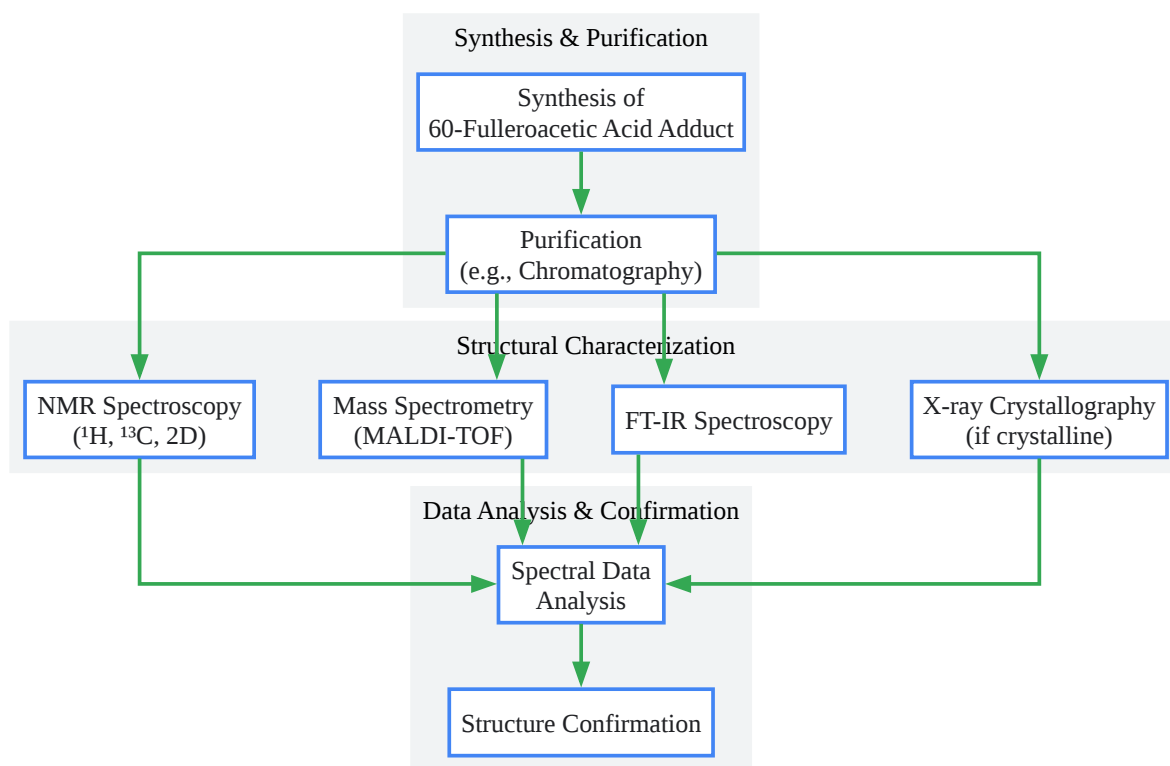 Synthesis & Purification
Synthesis of
60-Fulleroacetic Acid Adduct
Purification
(e.g., Chromatography)
Structural Characterization
NMR Spectroscopy
(¹H, ¹³C, 2D)
Mass Spectrometry
(MALDI-TOF)
FT-IR Spectroscopy
X-ray Crystallography
(if crystalline)
Data Analysis & Confirmation
Spectral Data
Analysis
Structure Confirmation